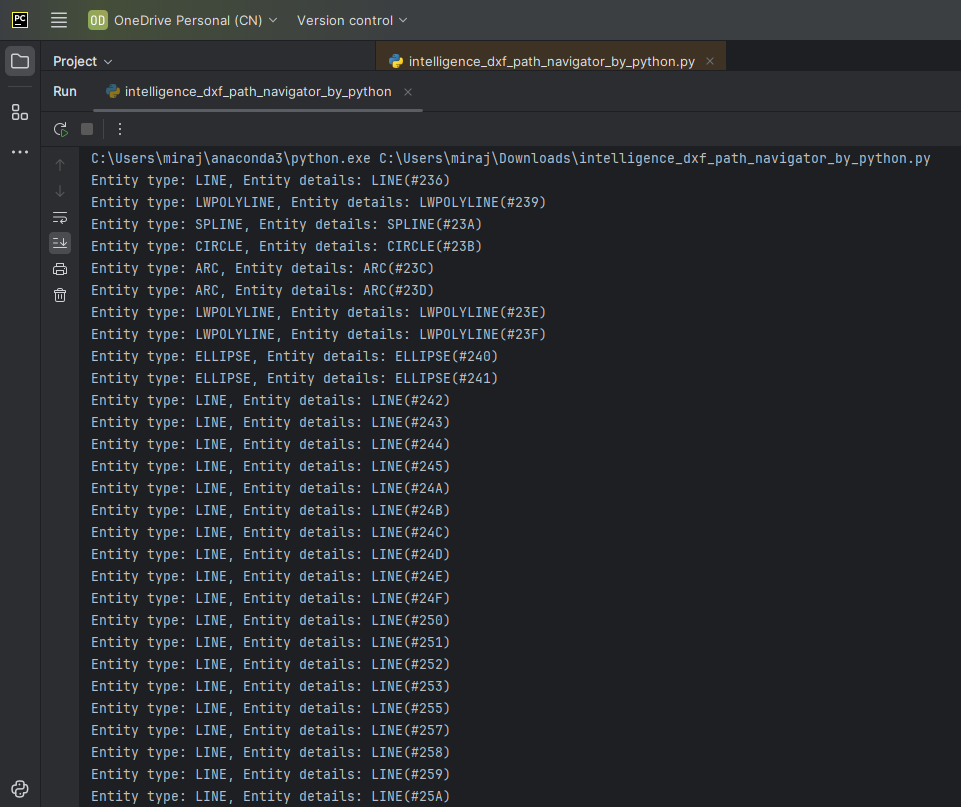 PC
OD OneDrive Personal (CN) Version control
Project intelligence_dxf_path_navigator_by_python.py
Run intelligence_dxf_path_navigator_by_python
C:\Users\miraj\anaconda3\python.exe C:\Users\miraj\Downloads\intelligence_dxf_path_navigator_by_python.py
Entity type: LINE, Entity details: LINE(#236)
Entity type: LWPOLYLINE, Entity details: LWPOLYLINE(#239)
Entity type: SPLINE, Entity details: SPLINE(#23A)
Entity type: CIRCLE, Entity details: CIRCLE(#23B)
Entity type: ARC, Entity details: ARC(#23C)
Entity type: ARC, Entity details: ARC(#23D)
Entity type: LWPOLYLINE, Entity details: LWPOLYLINE(#23E)
Entity type: LWPOLYLINE, Entity details: LWPOLYLINE(#23F)
Entity type: ELLIPSE, Entity details: ELLIPSE(#240)
Entity type: ELLIPSE, Entity details: ELLIPSE(#241)
Entity type: LINE, Entity details: LINE(#242)
Entity type: LINE, Entity details: LINE(#243)
Entity type: LINE, Entity details: LINE(#244)
Entity type: LINE, Entity details: LINE(#245)
Entity type: LINE, Entity details: LINE(#24A)
Entity type: LINE, Entity details: LINE(#24B)
Entity type: LINE, Entity details: LINE(#24C)
Entity type: LINE, Entity details: LINE(#24D)
Entity type: LINE, Entity details: LINE(#24E)
Entity type: LINE, Entity details: LINE(#24F)
Entity type: LINE, Entity details: LINE(#250)
Entity type: LINE, Entity details: LINE(#251)
Entity type: LINE, Entity details: LINE(#252)
Entity type: LINE, Entity details: LINE(#253)
Entity type: LINE, Entity details: LINE(#255)
Entity type: LINE, Entity details: LINE(#257)
Entity type: LINE, Entity details: LINE(#258)
Entity type: LINE, Entity details: LINE(#259)
Entity type: LINE, Entity details: LINE(#25A)